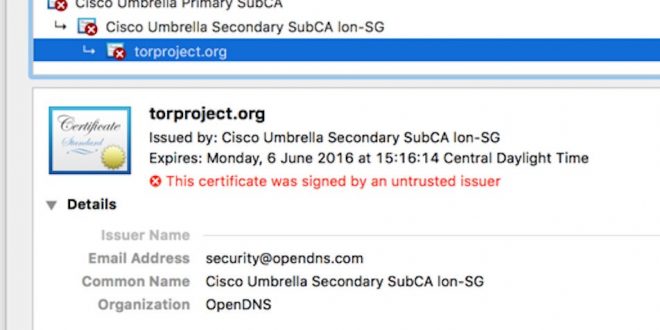 Cisco Umbrella Primary SubCA
Cisco Umbrella Secondary SubCA lon-SG
torproject.org
Certificate
Standard
torproject.org
Issued by: Cisco Umbrella Secondary SubCA lon-SG
Expires: Monday, 6 June 2016 at 15:16:14 Central Daylight Time
This certificate was signed by an untrusted issuer
Details
Issuer Name
Email Address security@opendns.com
Common Name Cisco Umbrella Secondary SubCA lon-SG
Organization OpenDNS